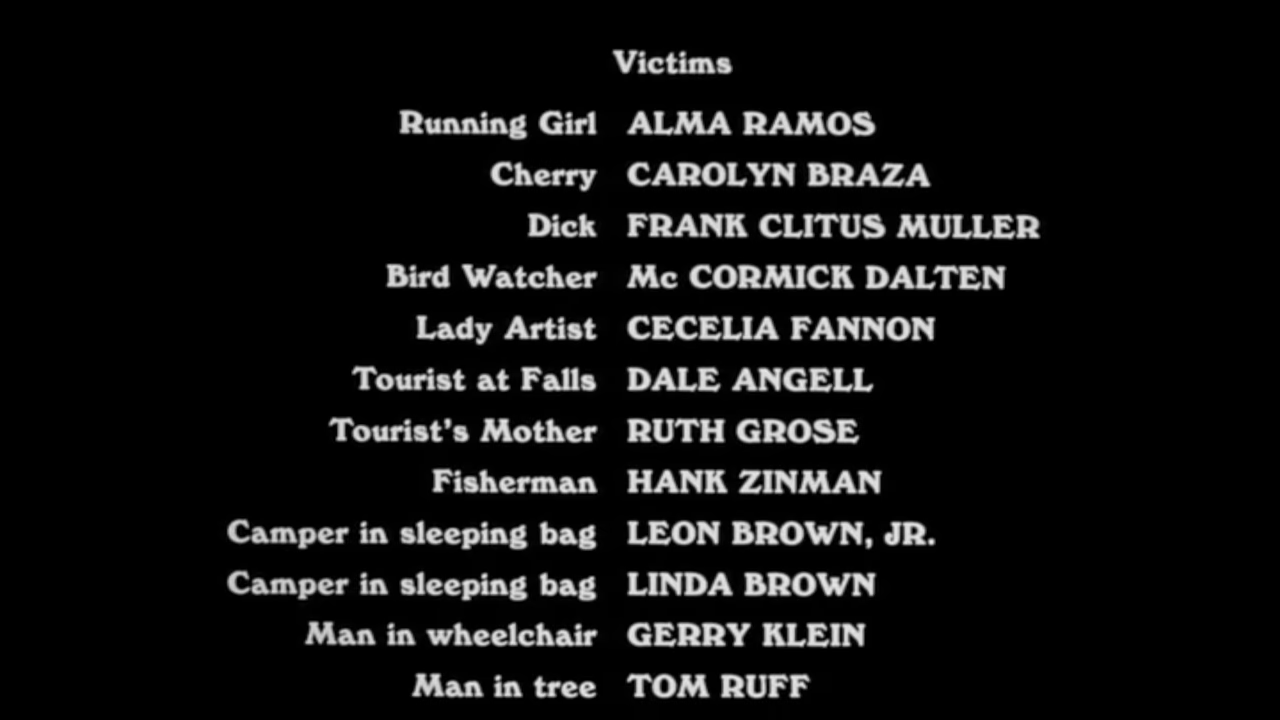 Victims
Running Girl ALMA RAMOS
Cherry CAROLYN BRAZA
Dick FRANK CLITUS MULLER
Bird Watcher Mc CORMICK DALTEN
Lady Artist CECELIA FANNON
Tourist at Falls DALE ANGELL
Tourist's Mother RUTH GROSE
Fisherman HANK ZINMAN
Camper in sleeping bag LEON BROWN, JR.
Camper in sleeping bag LINDA BROWN
Man in wheelchair GERRY KLEIN
Man in tree TOM RUFF